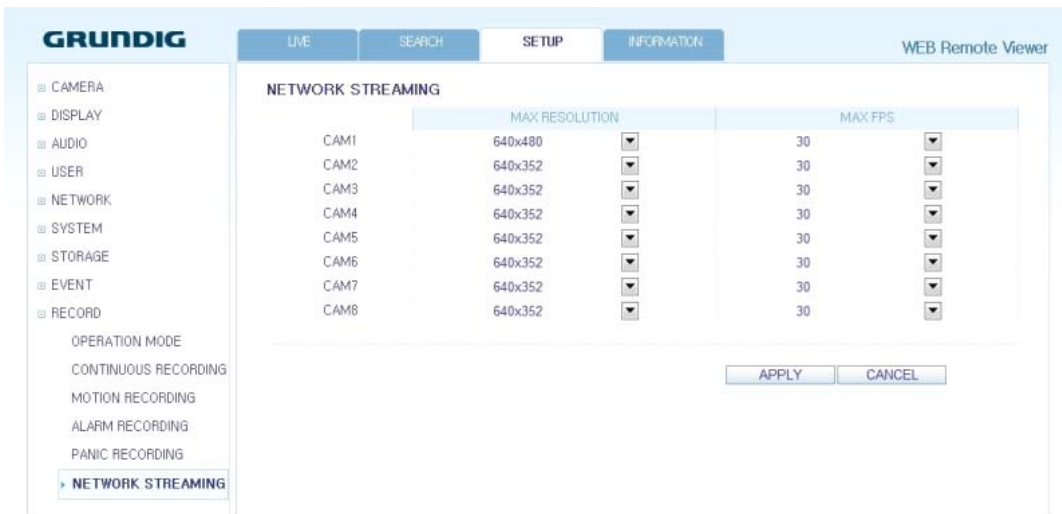 GRUNDIG
LIVE SEARCH SETUP INFORMATION
WEB Remote Viewer
CAMERA
DISPLAY
AUDIO
USER
NETWORK
SYSTEM
STORAGE
EVENT
RECORD
OPERATION MODE
CONTINUOUS RECORDING
MOTION RECORDING
ALARM RECORDING
PANIC RECORDING
NETWORK STREAMING
NETWORK STREAMING
MAX RESOLUTION MAX FPS
CAM1 640x480 30
CAM2 640x352 30
CAM3 640x352 30
CAM4 640x352 30
CAM5 640x352 30
CAM6 640x352 30
CAM7 640x352 30
CAM8 640x352 30
APPLY CANCEL